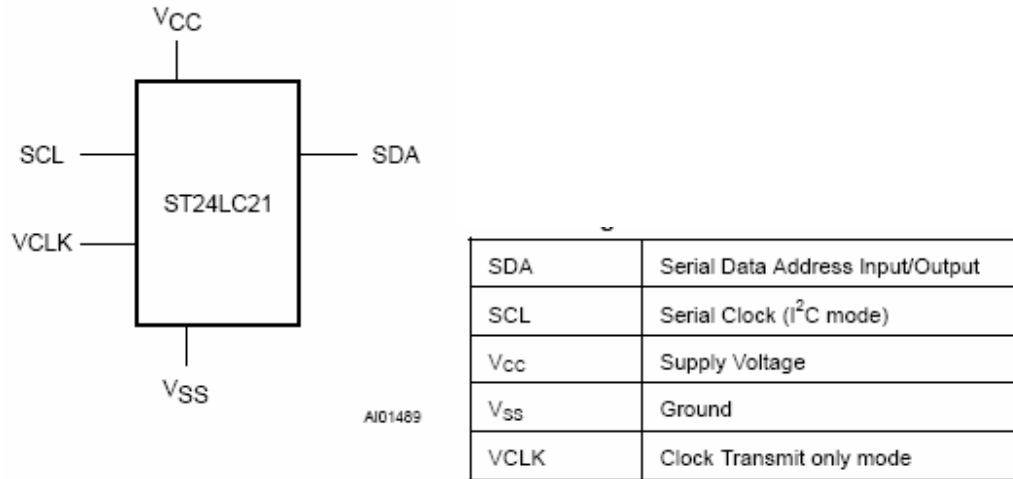 VCC
SCL
SDA
ST24LC21
VCLK
VSS
AI01489
SDA Serial Data Address Input/Output
SCL Serial Clock (I2C mode)
VCC Supply Voltage
VSS Ground
VCLK Clock Transmit only mode